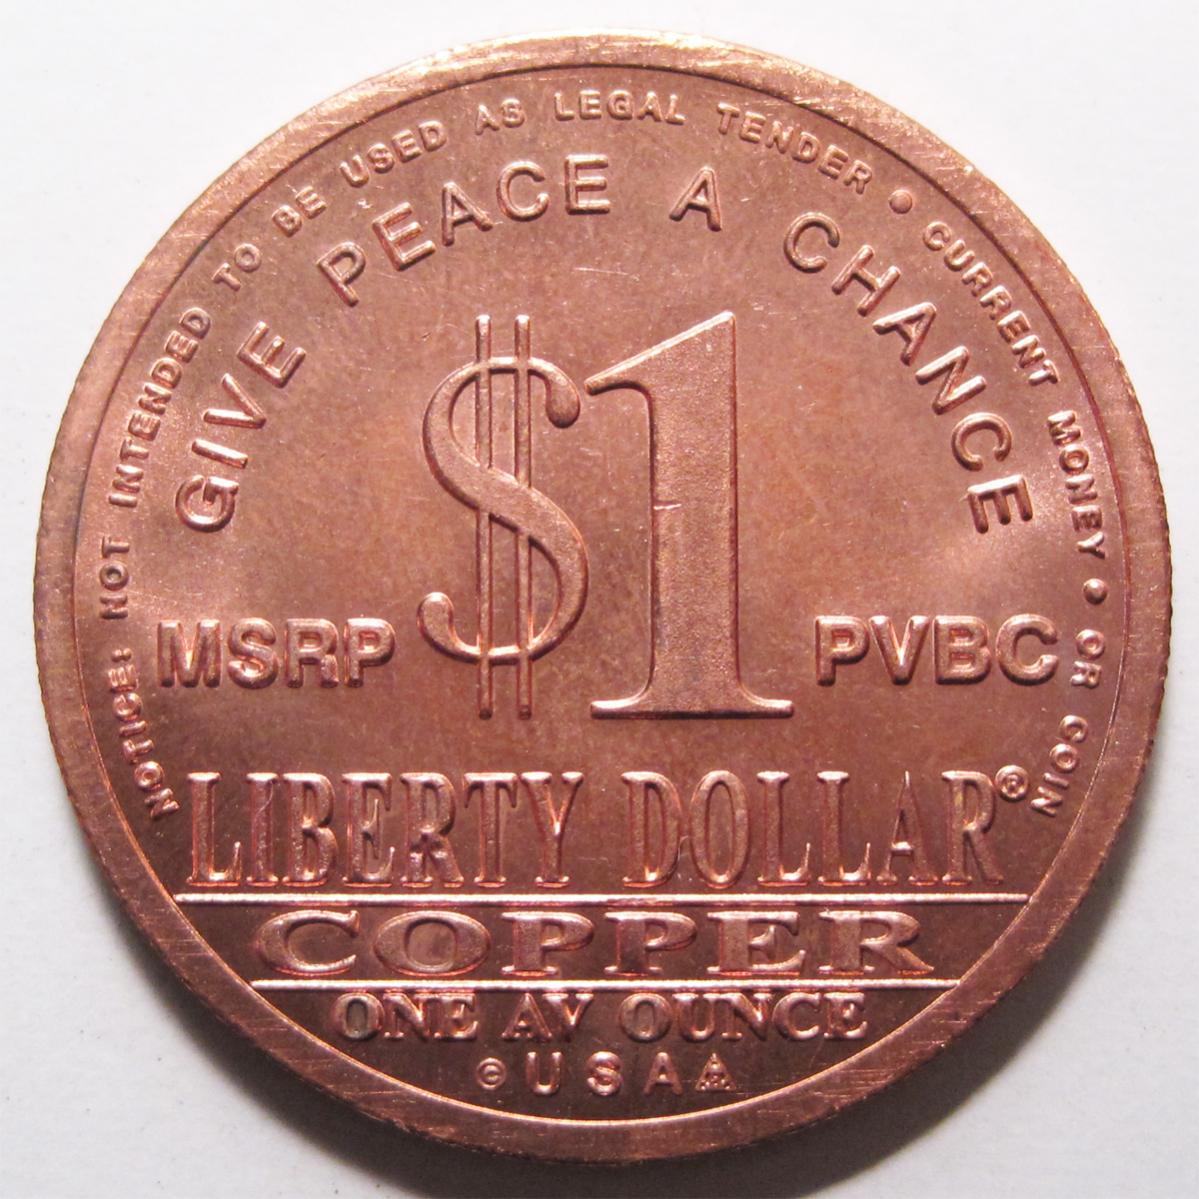 NOTICE: NOT INTENDED TO BE USED AS LEGAL TENDER • CURRENT MONEY • OR COIN
GIVE PEACE A CHANCE
MSRP $1 PVBC
LIBERTY DOLLAR®
COPPER
ONE AV OUNCE
© USA